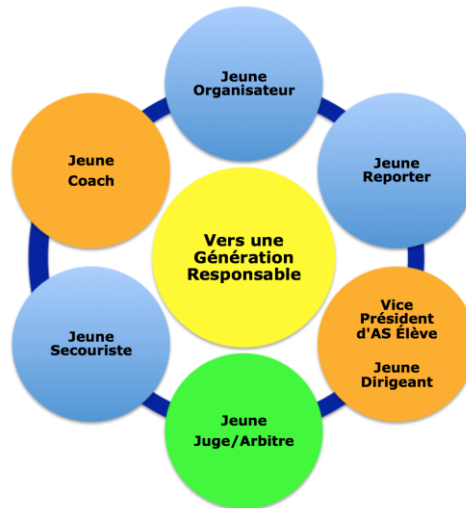 Jeune
Organisateur
Jeune
Reporter
Vice
Président
d'AS Élève
Jeune
Dirigeant
Jeune
Juge/Arbitre
Jeune
Secouriste
Jeune
Coach
Vers une
Génération
Responsable